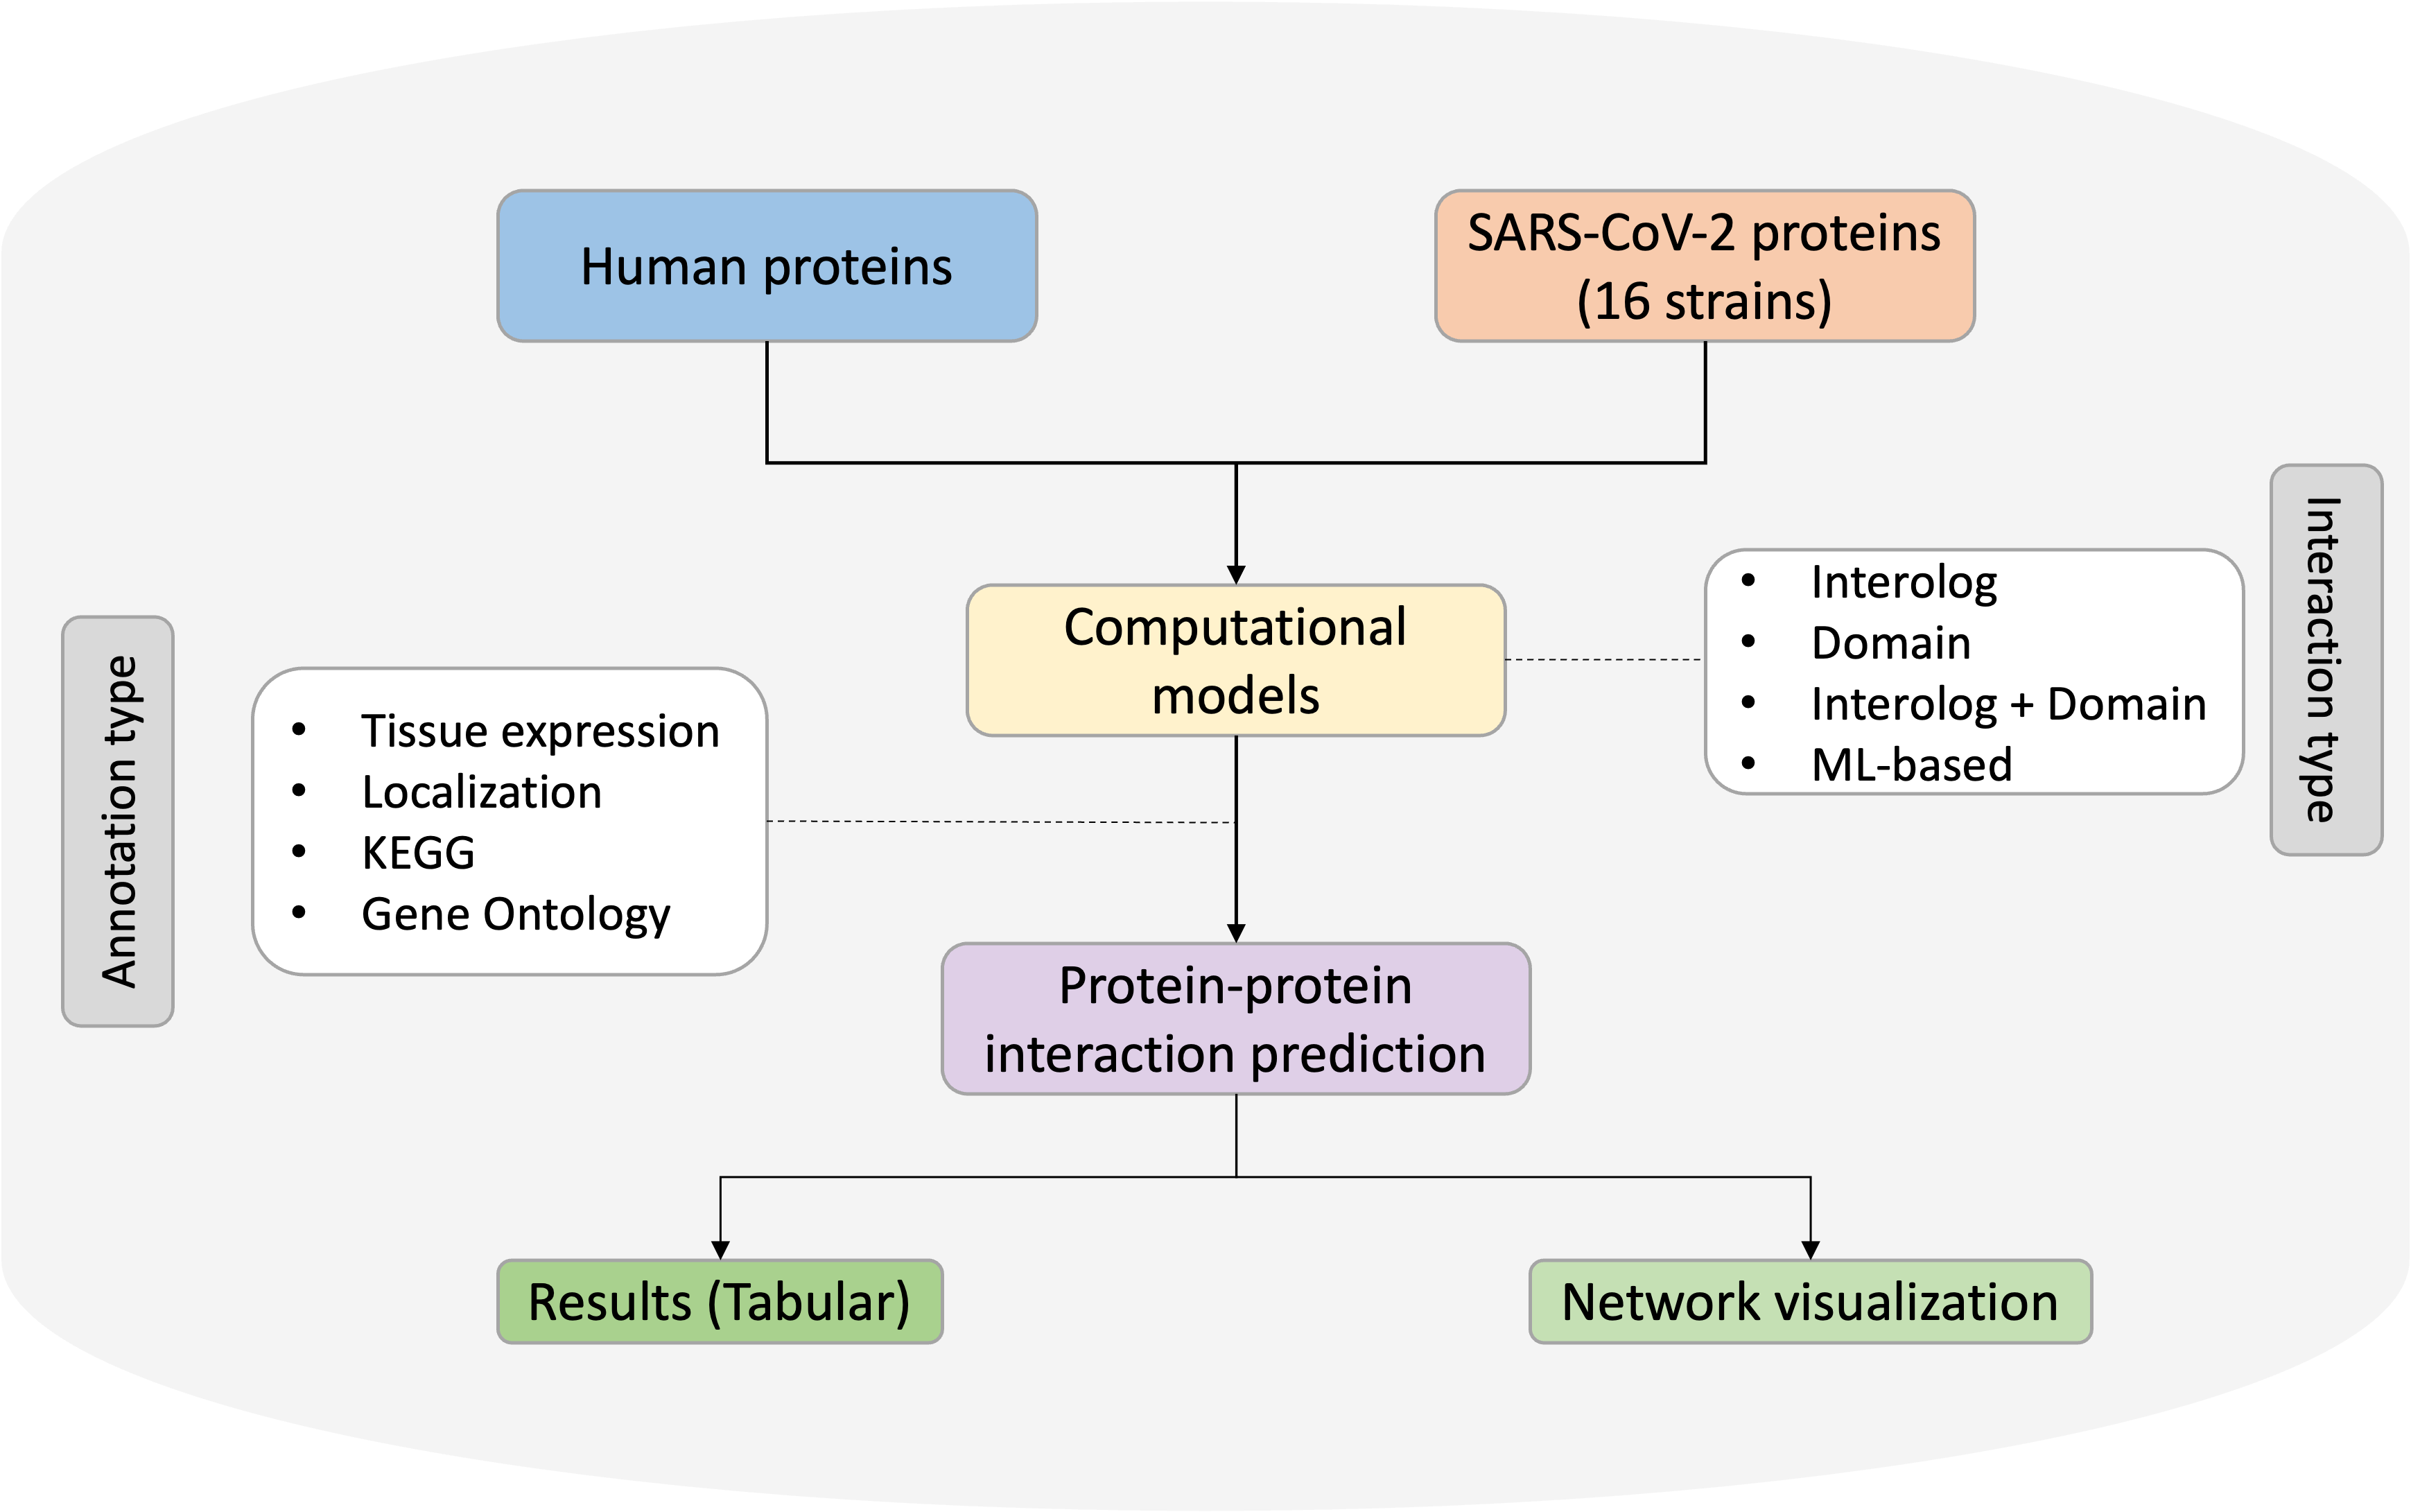 Human proteins
SARS-CoV-2 proteins
(16 strains)
Computational
models
Interaction type
• Interolog
• Domain
• Interolog + Domain
• ML-based
Annotation type
• Tissue expression
• Localization
• KEGG
• Gene Ontology
Protein-protein
interaction prediction
Results (Tabular)
Network visualization